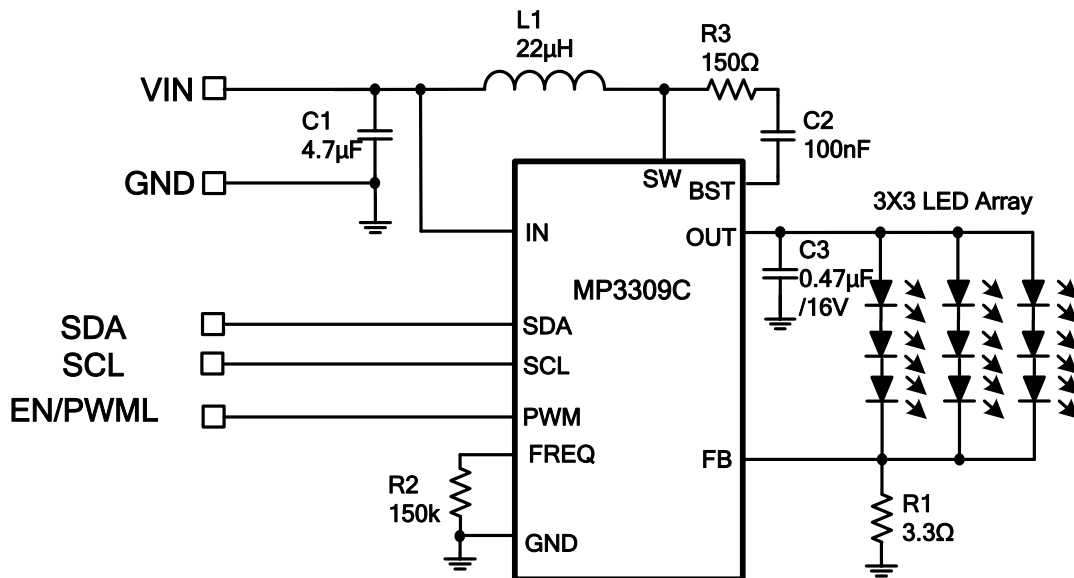 L1
22µH
R3
150Ω
VIN
C1
4.7µF
C2
100nF
GND
SW
BST
3X3 LED Array
IN
OUT
C3
0.47µF
/16V
MP3309C
SDA
SDA
SCL
SCL
EN/PWML
PWM
FREQ
FB
R2
150k
R1
3.3Ω
GND